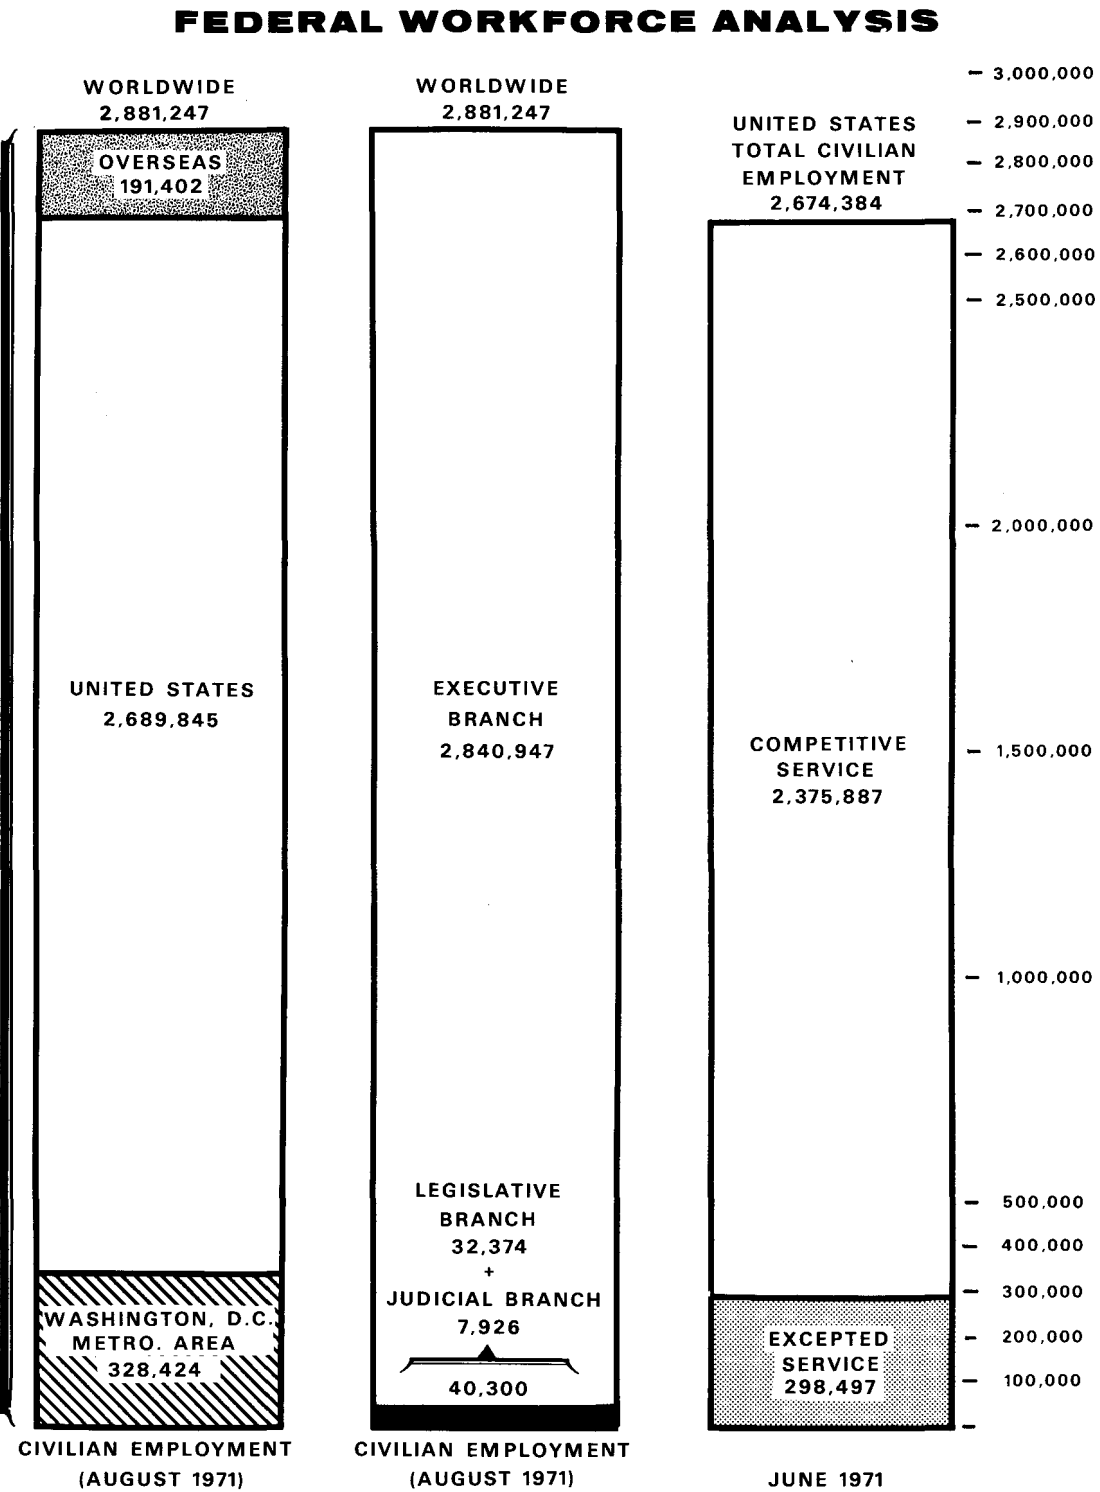 FEDERAL WORKFORCE ANALYSIS
WORLDWIDE
2,881,247
OVERSEAS
191,402
UNITED STATES
2,689,845
WASHINGTON, D.C.
METRO. AREA
328,424
CIVILIAN EMPLOYMENT
(AUGUST 1971)
WORLDWIDE
2,881,247
EXECUTIVE
BRANCH
2,840,947
LEGISLATIVE
BRANCH
32,374
+
JUDICIAL BRANCH
7,926
40,300
CIVILIAN EMPLOYMENT
(AUGUST 1971)
UNITED STATES
TOTAL CIVILIAN
EMPLOYMENT
2,674,384
COMPETITIVE
SERVICE
2,375,887
EXCEPTED
SERVICE
298,497
JUNE 1971
3,000,000
2,900,000
2,800,000
2,700,000
2,600,000
2,500,000
2,000,000
1,500,000
1,000,000
500,000
400,000
300,000
200,000
100,000